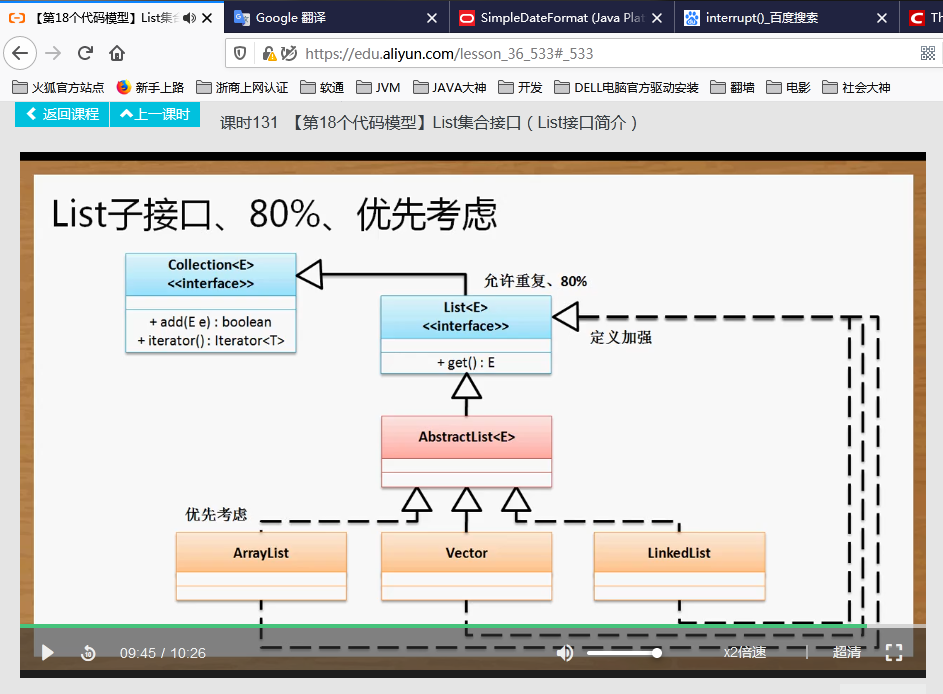 【第18个代码模型】List集合
Google 翻译
SimpleDateFormat (Java Plat
interrupt()_百度搜索
Th
https://edu.aliyun.com/lesson_36_533#_533
火狐官方站点
新手上路
浙商上网认证
软通
JVM
JAVA大神
开发
DELL电脑官方驱动安装
翻墙
电影
社会大神
返回课程
上一课时
课时131 【第18个代码模型】List集合接口（List接口简介）
List子接口、80%、优先考虑
Collection<E>
<<interface>>
+ add(E e) : boolean
+ iterator() : Iterator<T>
允许重复、80%
List<E>
<<interface>>
+ get() : E
定义加强
AbstractList<E>
优先考虑
ArrayList
Vector
LinkedList
10
09:45 / 10:26
x2倍速
超清